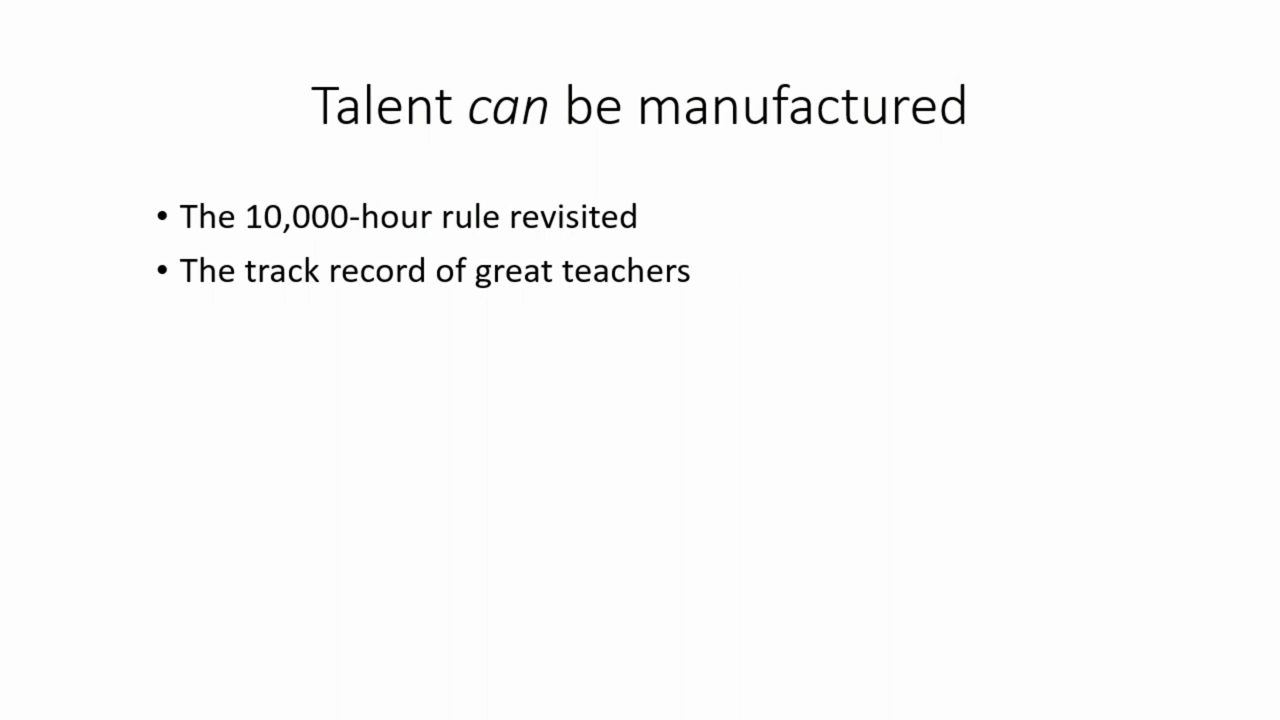 Talent can be manufactured
• The 10,000-hour rule revisited
• The track record of great teachers